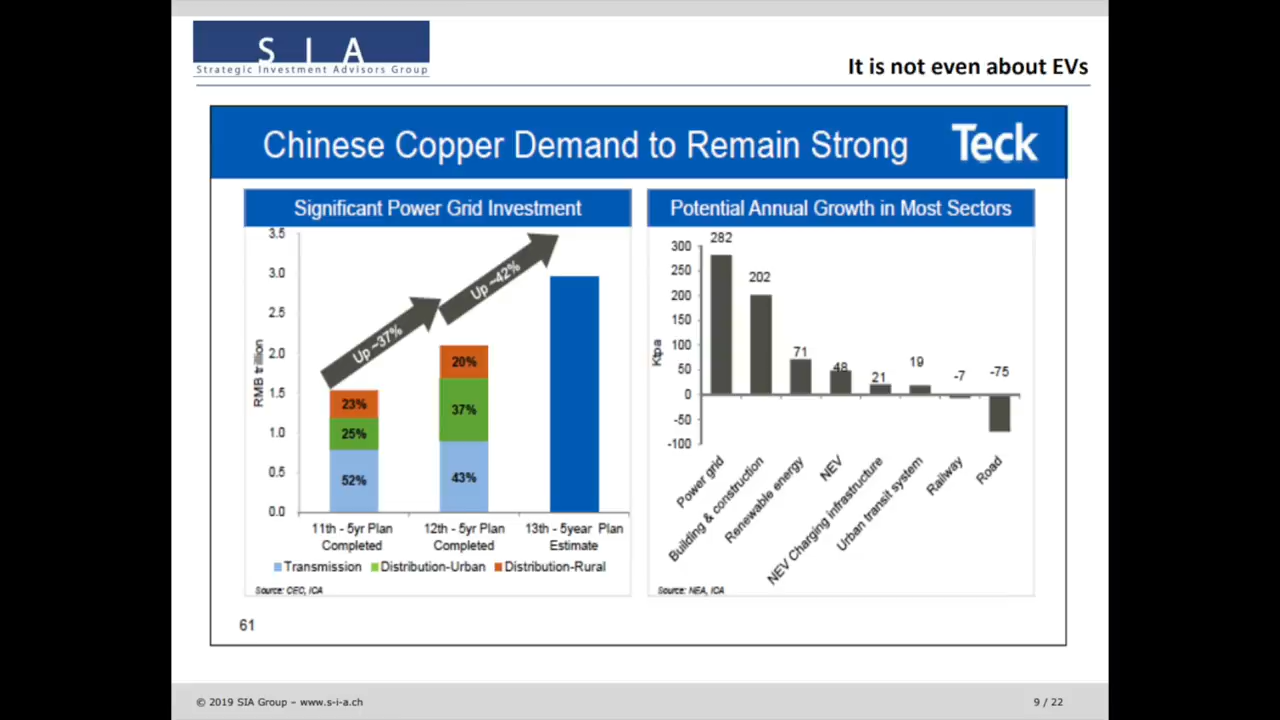 S I A
Strategic Investment Advisors Group
It is not even about EVs
Chinese Copper Demand to Remain Strong
Teck
Significant Power Grid Investment
3.5
3.0
2.5
2.0
1.5
1.0
0.5
0.0
RMB trillion
Up ~37%
Up ~42%
23%
25%
52%
20%
37%
43%
11th - 5yr Plan
Completed
12th - 5yr Plan
Completed
13th - 5year Plan
Estimate
Transmission
Distribution-Urban
Distribution-Rural
Source: CEC, ICA
Potential Annual Growth in Most Sectors
300
250
200
150
100
50
0
-50
-100
Ktpa
282
202
71
48
21
19
-7
-75
Power grid
Building & construction
Renewable energy
NEV
NEV Charging infrastructure
Urban transit system
Railway
Road
Source: NEA, ICA
61
© 2019 SIA Group – www.s-i-a.ch
9 / 22